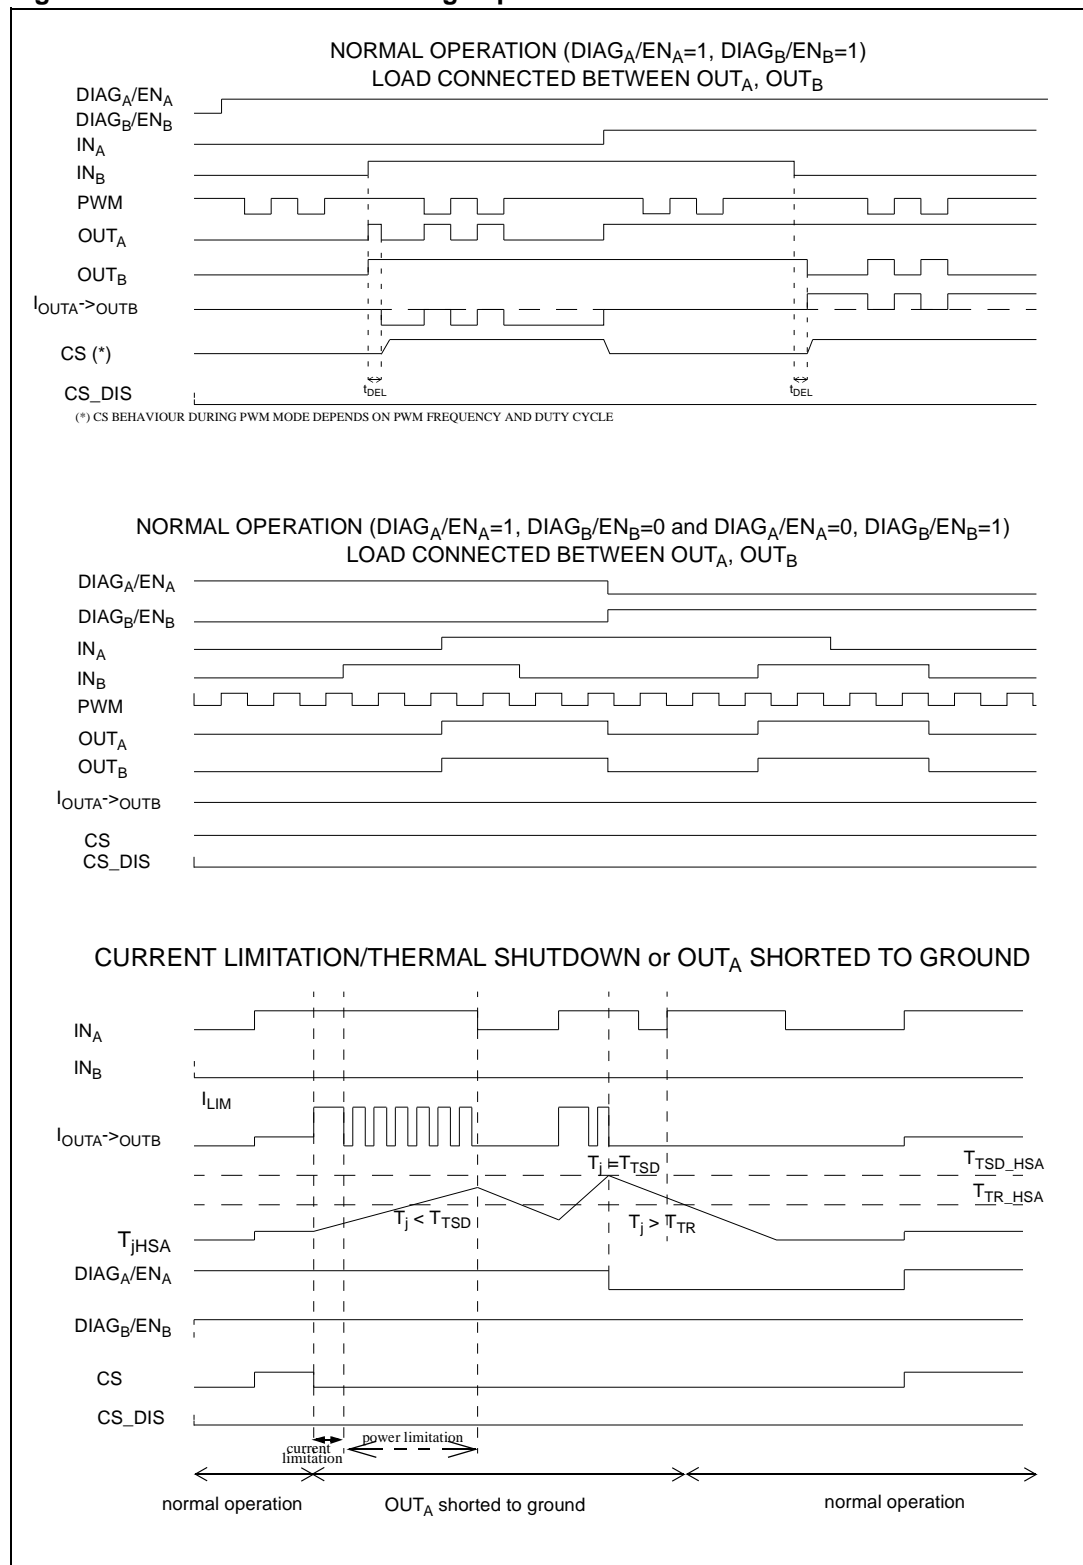 NORMAL OPERATION (DIAGA/ENA=1, DIAGB/ENB=1)
LOAD CONNECTED BETWEEN OUTA, OUTB
DIAGA/ENA
DIAGB/ENB
INA
INB
PWM
OUTA
OUTB
IOUTA->OUTB
CS (*)
tDEL
tDEL
CS_DIS
(*) CS BEHAVIOUR DURING PWM MODE DEPENDS ON PWM FREQUENCY AND DUTY CYCLE
NORMAL OPERATION (DIAGA/ENA=1, DIAGB/ENB=0 and DIAGA/ENA=0, DIAGB/ENB=1)
LOAD CONNECTED BETWEEN OUTA, OUTB
DIAGA/ENA
DIAGB/ENB
INA
INB
PWM
OUTA
OUTB
IOUTA->OUTB
CS
CS_DIS
CURRENT LIMITATION/THERMAL SHUTDOWN or OUTA SHORTED TO GROUND
INA
INB
ILIM
IOUTA->OUTB
Tj =TTSD
TTSD_HSA
TTR_HSA
Tj < TTSD
Tj > TTR
TjHSA
DIAGA/ENA
DIAGB/ENB
CS
CS_DIS
current
limitation
power limitation
normal operation
OUTA shorted to ground
normal operation